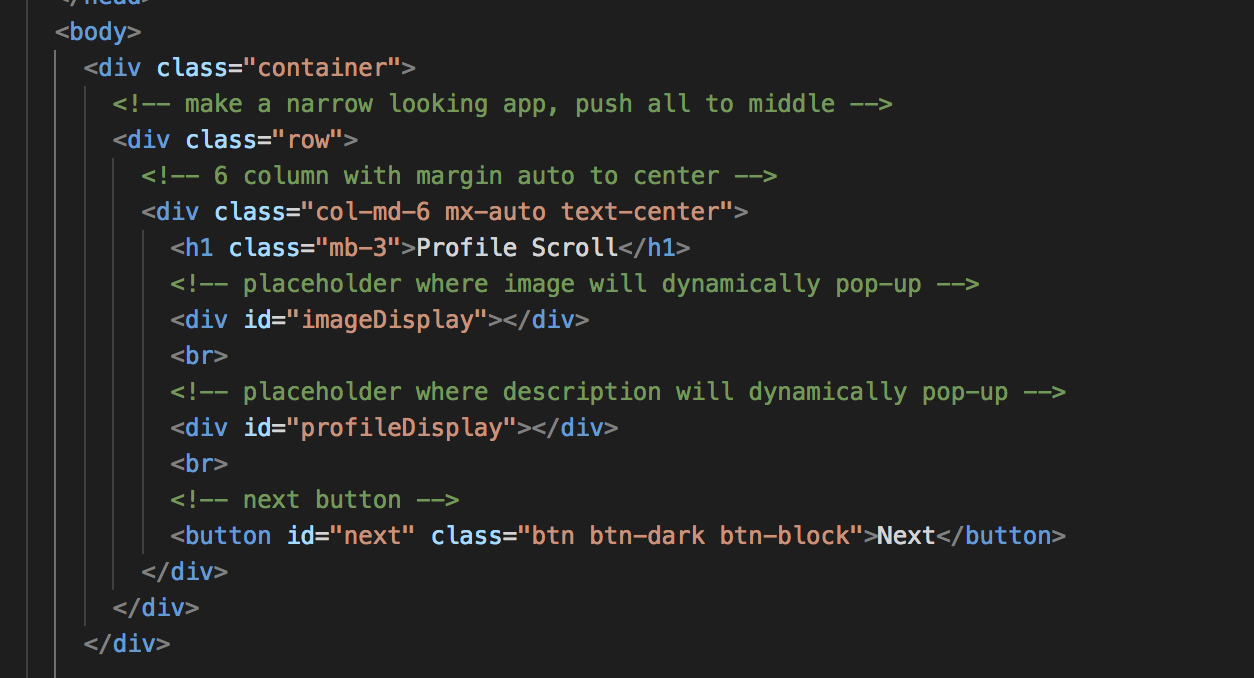 </head>
<body>
<div class="container">
<!-- make a narrow looking app, push all to middle -->
<div class="row">
<!-- 6 column with margin auto to center -->
<div class="col-md-6 mx-auto text-center">
<h1 class="mb-3">Profile Scroll</h1>
<!-- placeholder where image will dynamically pop-up -->
<div id="imageDisplay"></div>
<br>
<!-- placeholder where description will dynamically pop-up -->
<div id="profileDisplay"></div>
<br>
<!-- next button -->
<button id="next" class="btn btn-dark btn-block">Next</button>
</div>
</div>
</div>